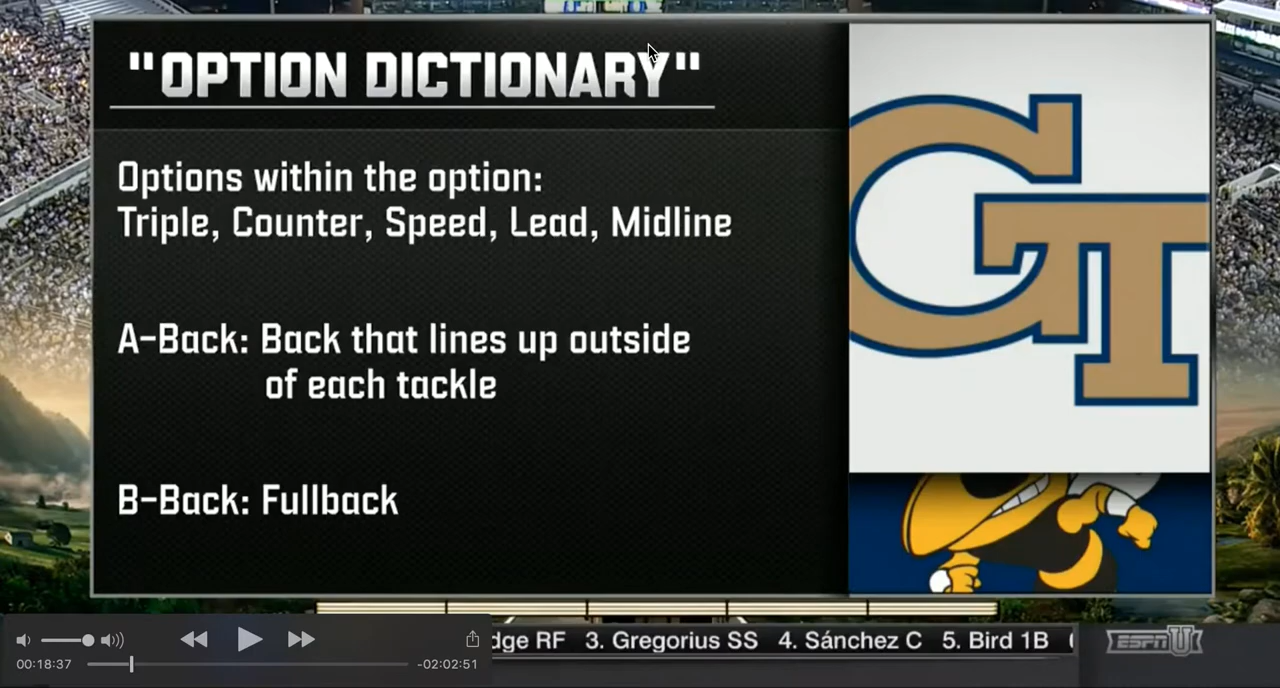 "OPTION DICTIONARY"
Options within the option:
Triple, Counter, Speed, Lead, Midline
A-Back: Back that lines up outside
of each tackle
B-Back: Fullback
GT
RF 3. Gregorius SS 4. Sánchez C 5. Bird 1B
ESPNU
00:18:37 -02:02:51